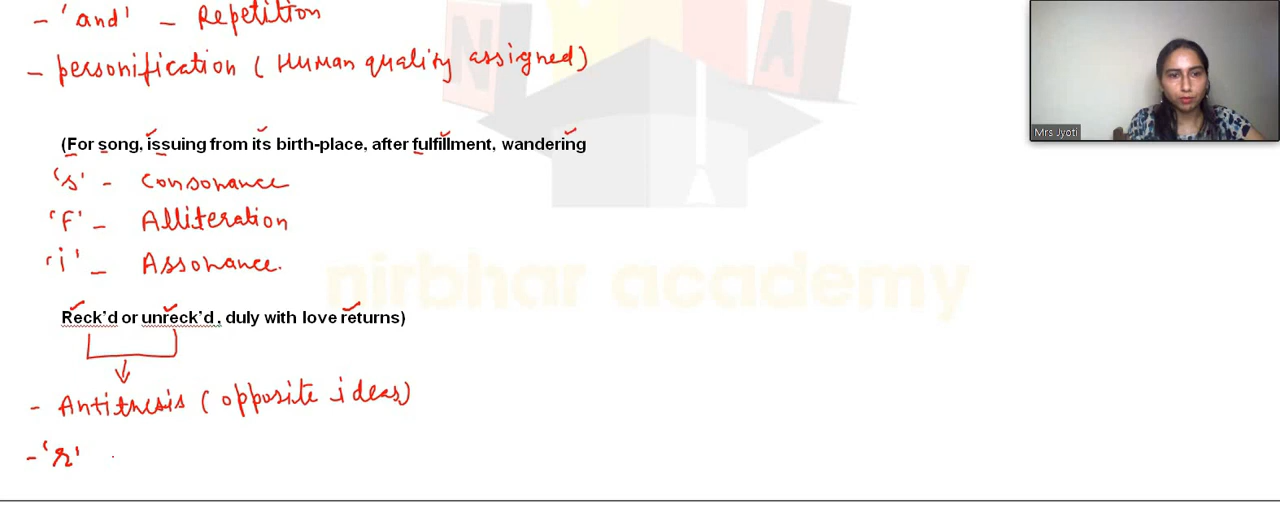 - 'and' - Repetition
- personification ( Human quality assigned)
(For song, issuing from its birth-place, after fulfillment, wandering
's' - Consonance
'F' - Alliteration
'i' - Assonance.
Reck'd or unreck'd, duly with love returns)
- Antithesis ( opposite ideas)
- 'r'
nirbhar academy
N
A
Mrs Jyoti